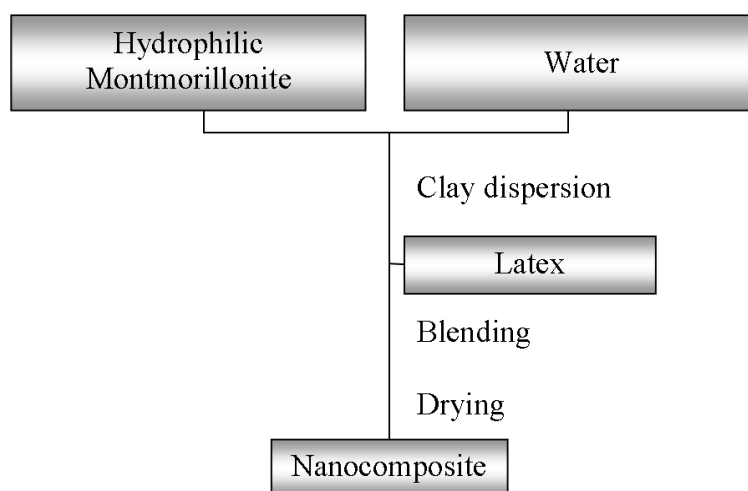 Hydrophilic
Montmorillonite
Water
Clay dispersion
Latex
Blending
Drying
Nanocomposite